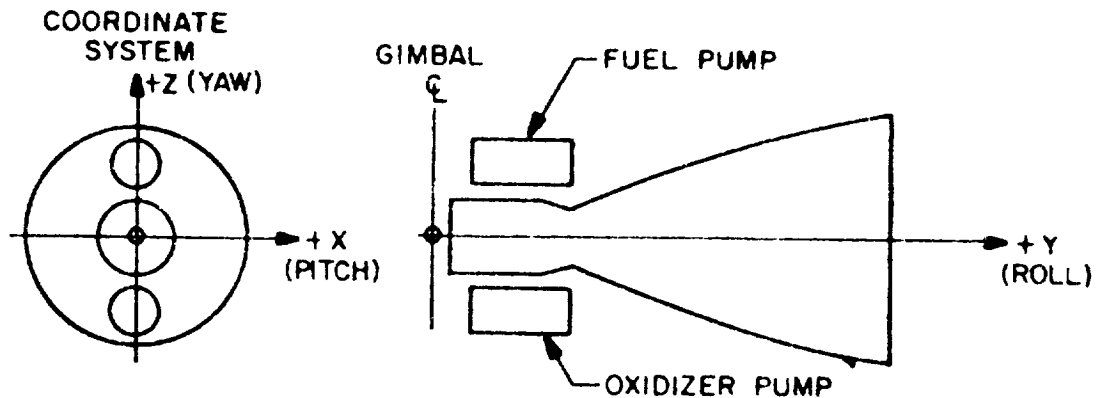 COORDINATE
SYSTEM
+Z (YAW)
+ X
(PITCH)
GIMBAL
℄
FUEL PUMP
+ Y
(ROLL)
OXIDIZER PUMP